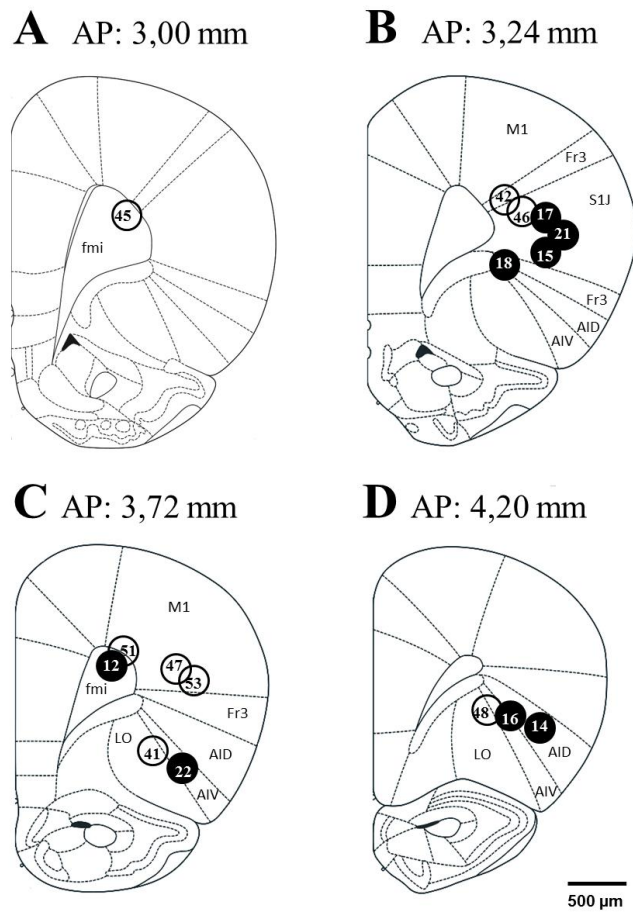 A AP: 3,00 mm
45
fmi
B AP: 3,24 mm
M1
Fr3
S1J
42
46
17
21
15
18
Fr3
AID
AIV
C AP: 3,72 mm
M1
51
12
47
53
fmi
Fr3
LO
41
AID
22
AIV
D AP: 4,20 mm
48
16
14
LO
AID
AIV
500 µm